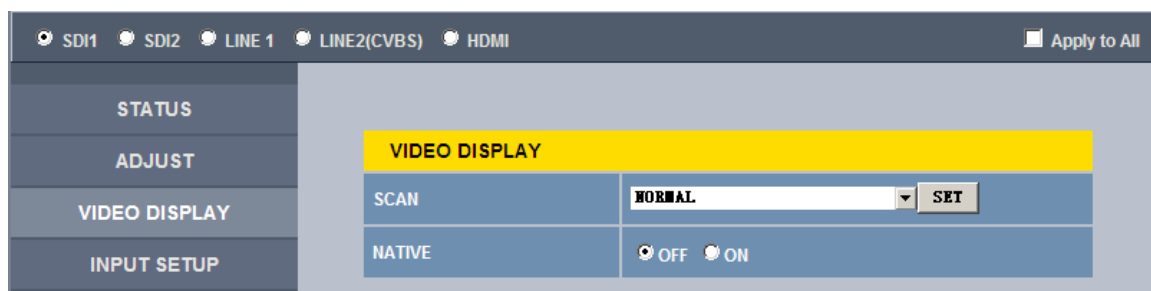 SDI1 SDI2 LINE 1 LINE2(CVBS) HDMI Apply to All
STATUS
ADJUST
VIDEO DISPLAY
INPUT SETUP
VIDEO DISPLAY
SCAN NORMAL SET
NATIVE OFF ON